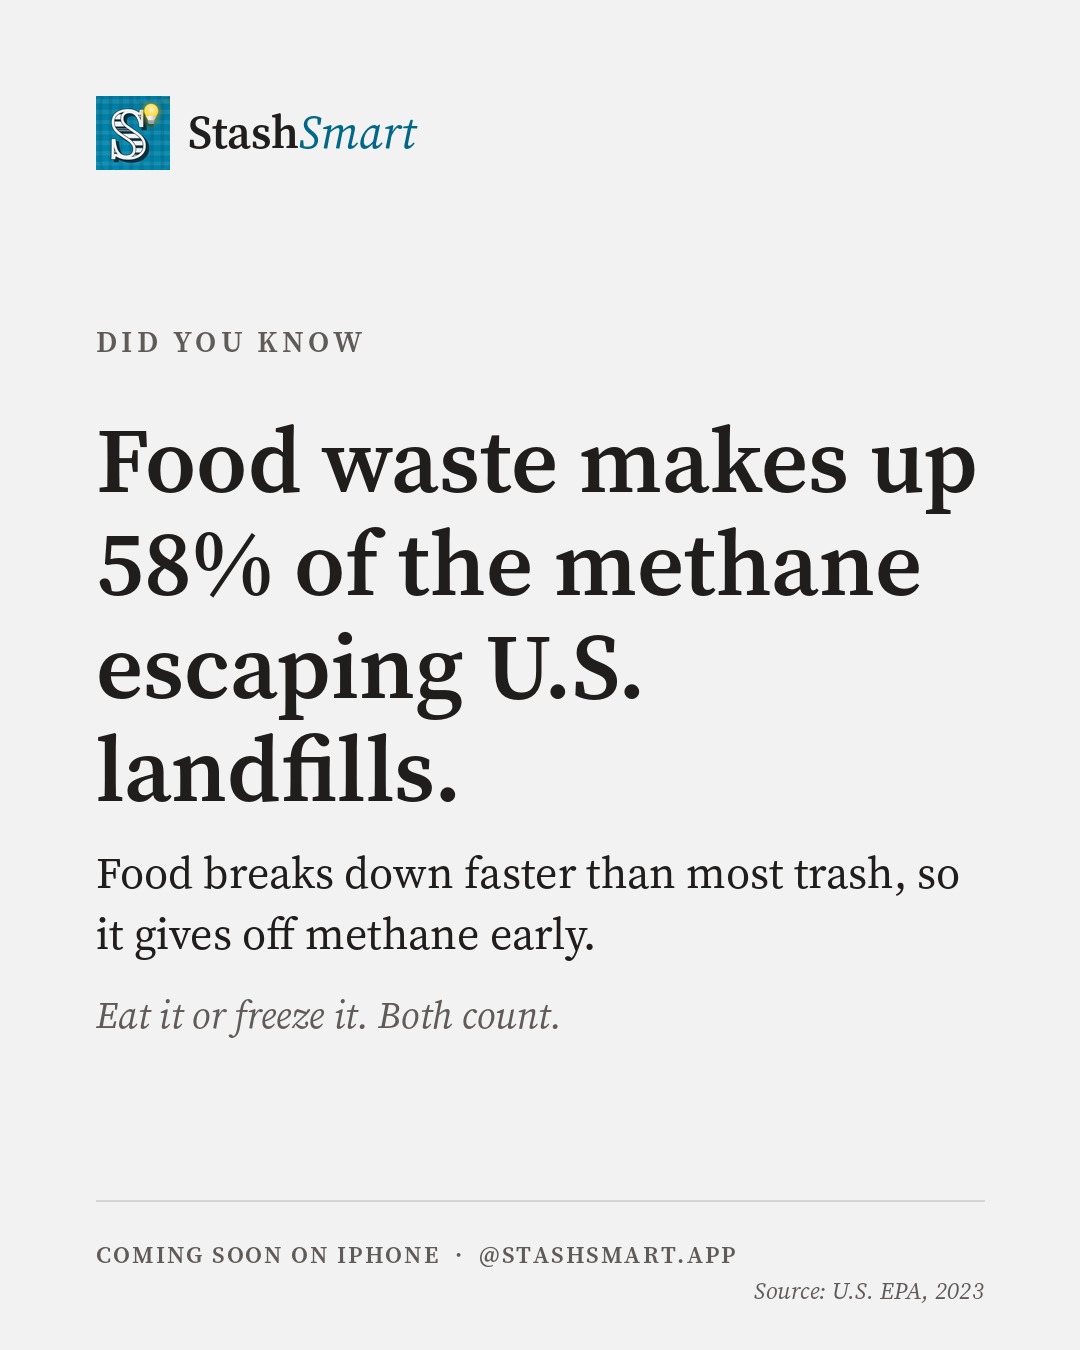 S
StashSmart
DID YOU KNOW
Food waste makes up
58% of the methane
escaping U.S.
landfills.
Food breaks down faster than most trash, so
it gives off methane early.
Eat it or freeze it. Both count.
COMING SOON ON IPHONE · @STASHSMART.APP
Source: U.S. EPA, 2023